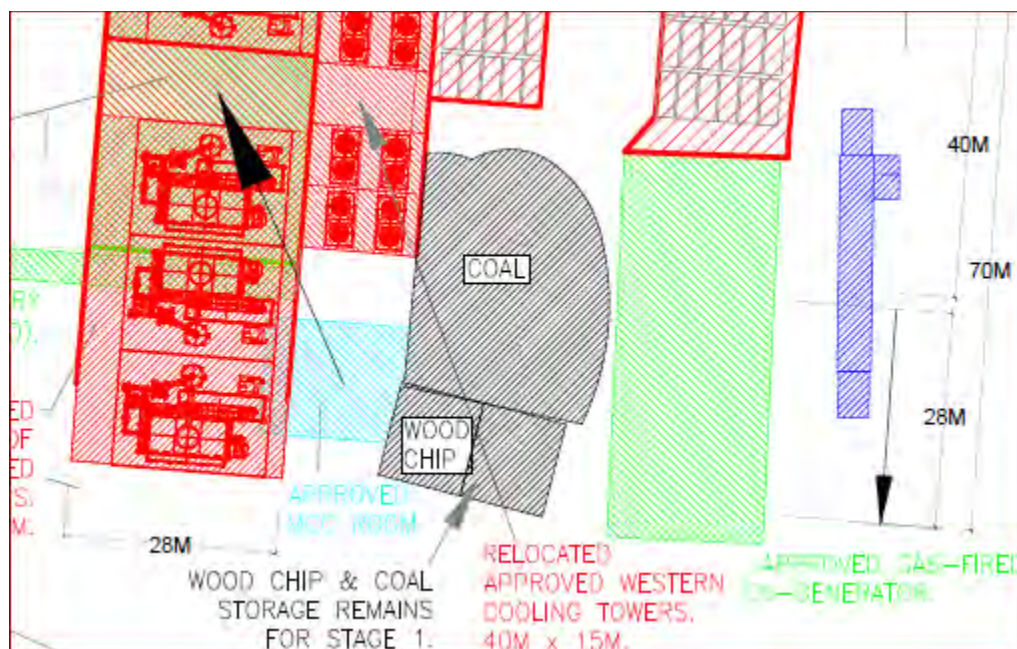 40M
COAL
70M
RY
D).
28M
WOOD
CHIP
ED
OF
ED
S.
M.
APPROVED
MCC ROOM
28M
WOOD CHIP & COAL
STORAGE REMAINS
FOR STAGE 1.
RELOCATED
APPROVED WESTERN
COOLING TOWERS.
40M x 15M.
APPROVED GAS-FIRED
CO-GENERATOR.